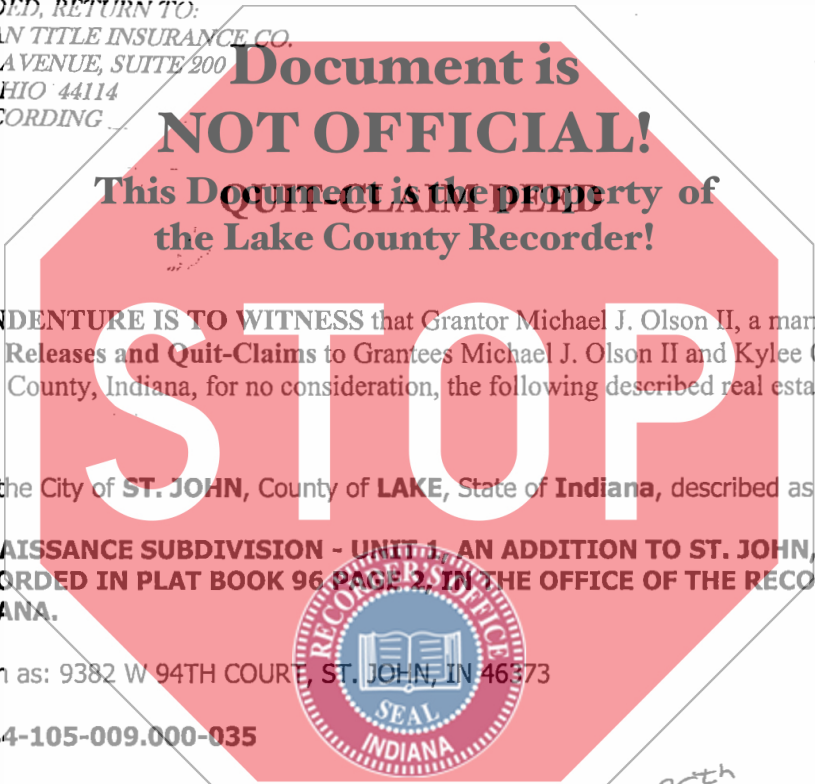 DED, RETURN TO:
AN TITLE INSURANCE CO.
AVENUE, SUITE 200
HIO 44114
CORDING
Document is
NOT OFFICIAL!
This Document is the property of
the Lake County Recorder!
QUIT-CLAIM DEED
NDENTURE IS TO WITNESS that Grantor Michael J. Olson II, a marr
Releases and Quit-Claims to Grantees Michael J. Olson II and Kylee
County, Indiana, for no consideration, the following described real esta
STOP
the City of ST. JOHN, County of LAKE, State of Indiana, described as
AISSANCE SUBDIVISION - UNIT 1, AN ADDITION TO ST. JOHN,
ORDED IN PLAT BOOK 96 PAGE 2, IN THE OFFICE OF THE RECO
ANA.
n as: 9382 W 94TH COURT, ST. JOHN, IN 46373
4-105-009.000-035
RECORDER'S OFFICE
SEAL
INDIANA